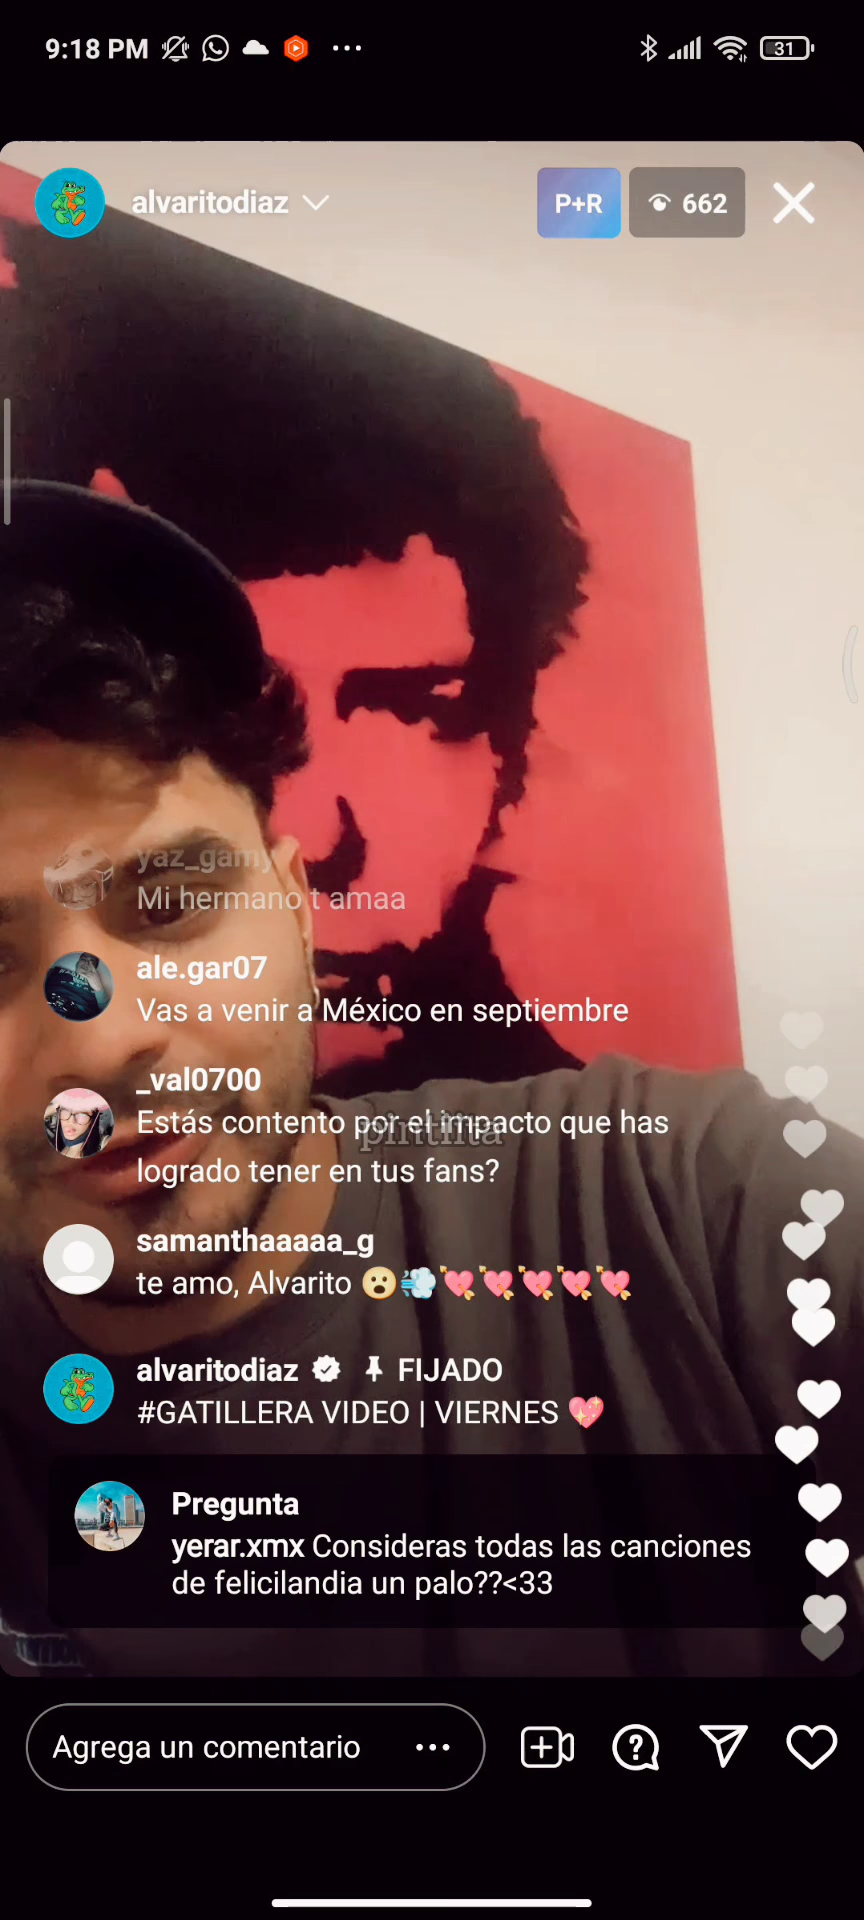 9:18 PM
31
alvaritodiaz
P+R
662
yaz_gamy
Mi hermano t amaa
ale.gar07
Vas a venir a México en septiembre
_val0700
Estás contento por el impacto que has
logrado tener en tus fans?
pintiita
samanthaaaaa_g
te amo, Alvarito 😮💨💘💘💘💘💘
alvaritodiaz FIJADO
#GATILLERA VIDEO | VIERNES 💖
Pregunta
yerar.xmx Consideras todas las canciones
de felicilandia un palo??<33
Agrega un comentario